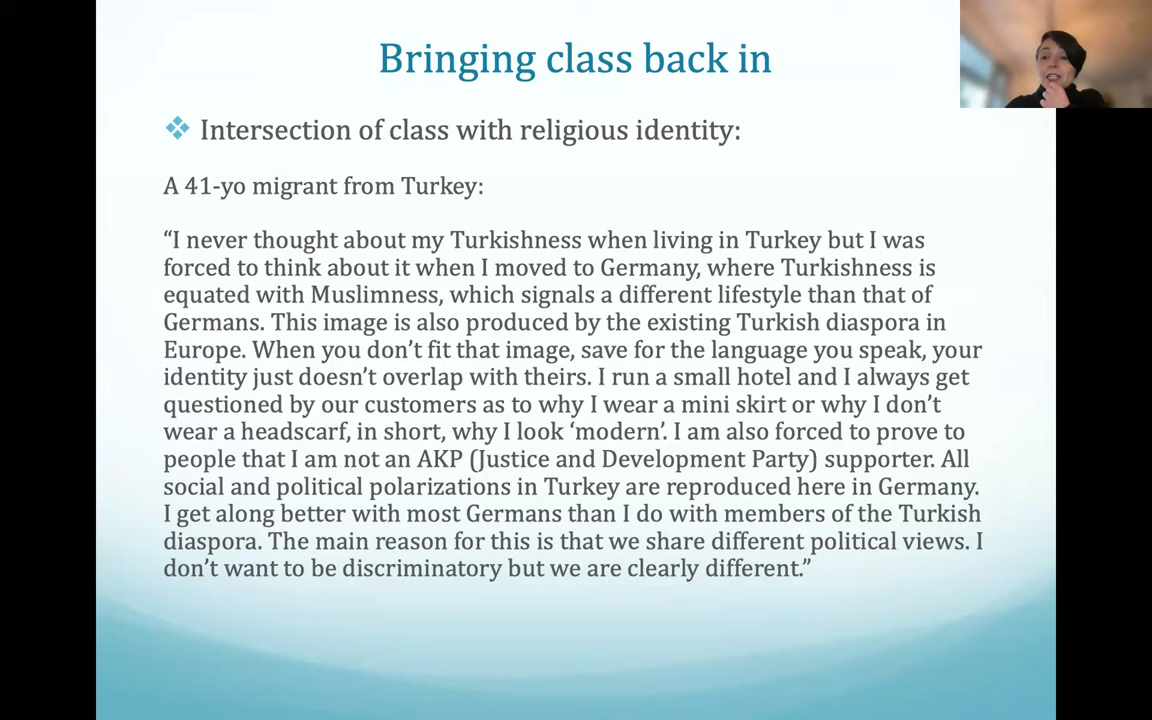 Bringing class back in
Intersection of class with religious identity:
A 41-yo migrant from Turkey:
“I never thought about my Turkishness when living in Turkey but I was
forced to think about it when I moved to Germany, where Turkishness is
equated with Muslimness, which signals a different lifestyle than that of
Germans. This image is also produced by the existing Turkish diaspora in
Europe. When you don’t fit that image, save for the language you speak, your
identity just doesn’t overlap with theirs. I run a small hotel and I always get
questioned by our customers as to why I wear a mini skirt or why I don’t
wear a headscarf, in short, why I look ‘modern’. I am also forced to prove to
people that I am not an AKP (Justice and Development Party) supporter. All
social and political polarizations in Turkey are reproduced here in Germany.
I get along better with most Germans than I do with members of the Turkish
diaspora. The main reason for this is that we share different political views. I
don’t want to be discriminatory but we are clearly different.”